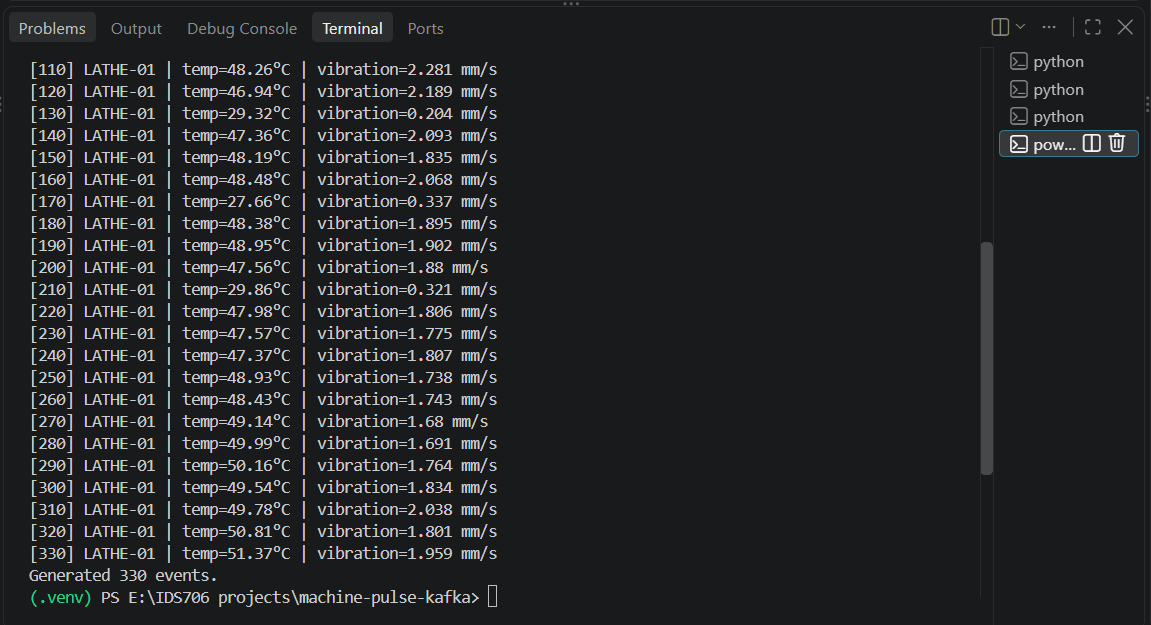 Problems Output Debug Console Terminal Ports
[110] LATHE-01 | temp=48.26°C | vibration=2.281 mm/s
[120] LATHE-01 | temp=46.94°C | vibration=2.189 mm/s
[130] LATHE-01 | temp=29.32°C | vibration=0.204 mm/s
[140] LATHE-01 | temp=47.36°C | vibration=2.093 mm/s
[150] LATHE-01 | temp=48.19°C | vibration=1.835 mm/s
[160] LATHE-01 | temp=48.48°C | vibration=2.068 mm/s
[170] LATHE-01 | temp=27.66°C | vibration=0.337 mm/s
[180] LATHE-01 | temp=48.38°C | vibration=1.895 mm/s
[190] LATHE-01 | temp=48.95°C | vibration=1.902 mm/s
[200] LATHE-01 | temp=47.56°C | vibration=1.88 mm/s
[210] LATHE-01 | temp=29.86°C | vibration=0.321 mm/s
[220] LATHE-01 | temp=47.98°C | vibration=1.806 mm/s
[230] LATHE-01 | temp=47.57°C | vibration=1.775 mm/s
[240] LATHE-01 | temp=47.37°C | vibration=1.807 mm/s
[250] LATHE-01 | temp=48.93°C | vibration=1.738 mm/s
[260] LATHE-01 | temp=48.43°C | vibration=1.743 mm/s
[270] LATHE-01 | temp=49.14°C | vibration=1.68 mm/s
[280] LATHE-01 | temp=49.99°C | vibration=1.691 mm/s
[290] LATHE-01 | temp=50.16°C | vibration=1.764 mm/s
[300] LATHE-01 | temp=49.54°C | vibration=1.834 mm/s
[310] LATHE-01 | temp=49.78°C | vibration=2.038 mm/s
[320] LATHE-01 | temp=50.81°C | vibration=1.801 mm/s
[330] LATHE-01 | temp=51.37°C | vibration=1.959 mm/s
Generated 330 events.
(.venv) PS E:\IDS706 projects\machine-pulse-kafka>
python
python
python
pow...